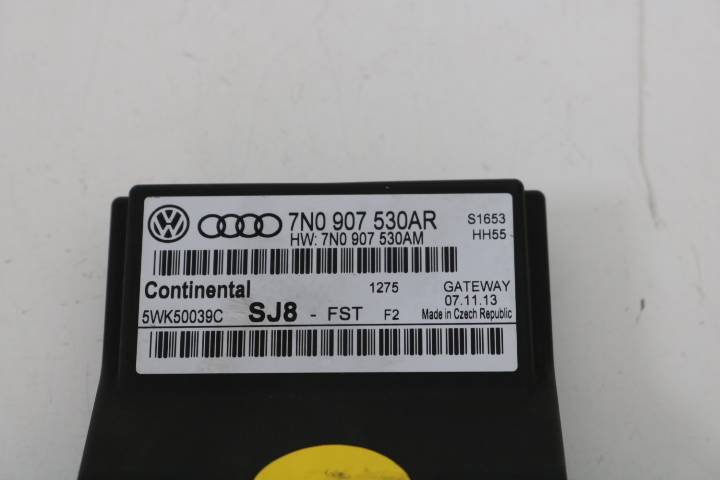 7N0 907 530AR S1653
HW: 7N0 907 530AM HH55
Continental 1275 GATEWAY
07.11.13
5WK50039C SJ8 - FST F2 Made in Czech Republic